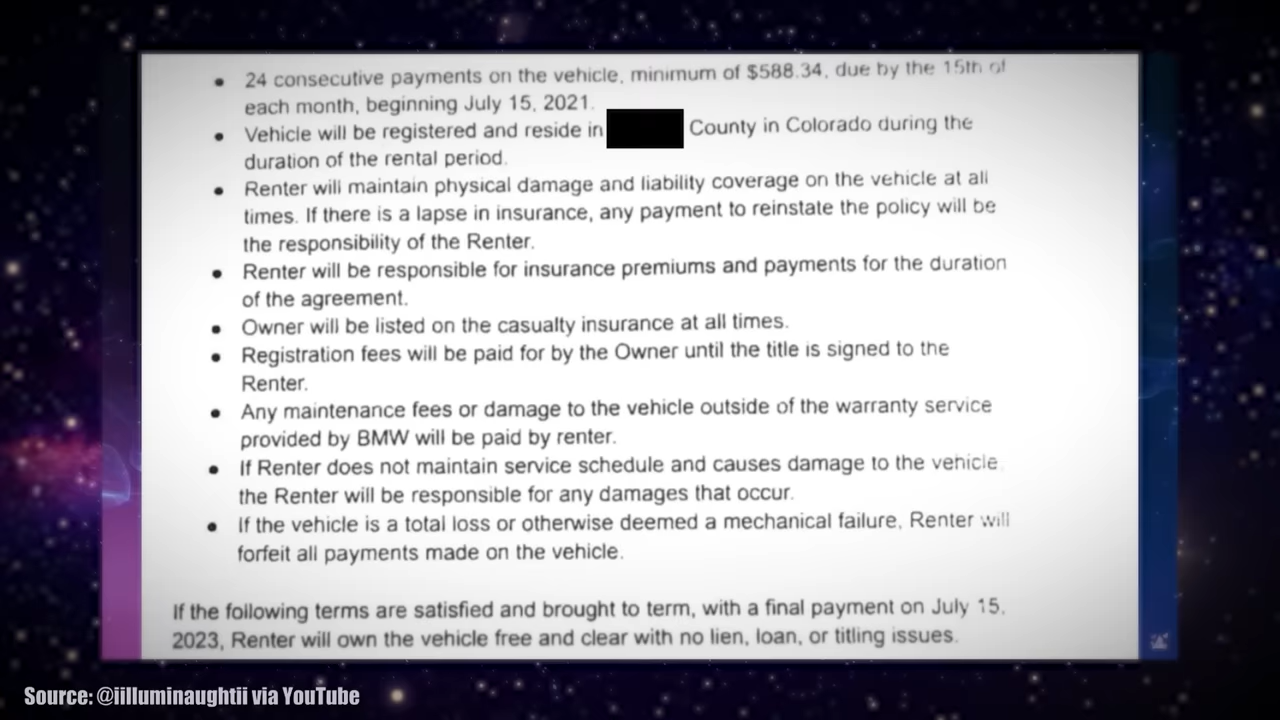 24 consecutive payments on the vehicle, minimum of $588.34, due by the 15th of
each month, beginning July 15, 2021.
Vehicle will be registered and reside in County in Colorado during the
duration of the rental period.
Renter will maintain physical damage and liability coverage on the vehicle at all
times. If there is a lapse in insurance, any payment to reinstate the policy will be
the responsibility of the Renter.
Renter will be responsible for insurance premiums and payments for the duration
of the agreement.
Owner will be listed on the casualty insurance at all times.
Registration fees will be paid for by the Owner until the title is signed to the
Renter.
Any maintenance fees or damage to the vehicle outside of the warranty service
provided by BMW will be paid by renter.
If Renter does not maintain service schedule and causes damage to the vehicle,
the Renter will be responsible for any damages that occur.
If the vehicle is a total loss or otherwise deemed a mechanical failure, Renter will
forfeit all payments made on the vehicle.
If the following terms are satisfied and brought to term, with a final payment on July 15,
2023, Renter will own the vehicle free and clear with no lien, loan, or titling issues.
Source: @iilluminaughtii via YouTube